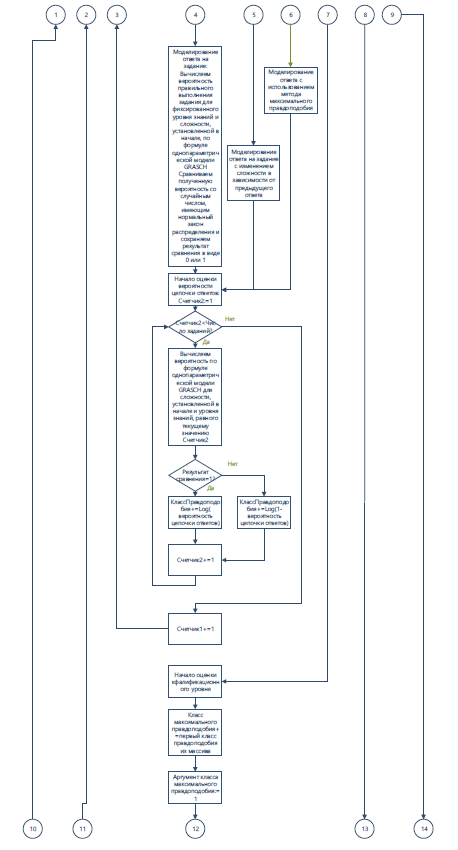 1
2
3
4
5
6
7
8
9
Моделирование
ответа на
задание:
Вычисляем
вероятность
правильного
выполнения
задания для
фиксированного
уровня знаний и
сложности,
установленной в
начале, по
формуле
однопараметрич
еской модели
GRASCH
Сравниваем
полученную
вероятность со
случайным
числом,
имеющим
нормальный
закон
распределения и
сохраняем
результат
сравнения в виде
0 или 1
Моделирование
ответа с
использованием
метода
максимального
правдоподобия
Моделирование
ответа на задание
с изменением
сложности в
зависимости от
предыдущего
ответа
Начало оценки
вероятности
цепочки ответов
Счетчик2:=1
Счетчик2<Чис
ло заданий?
Нет
Да
Вычисляем
вероятность по
формуле
однопараметрич
еской модели
GRASCH для
сложности,
установленной в
начале и уровня
знаний, равного
текущему
значению
Счетчик2
Результат
сравнения=1?
Нет
Да
КлассПравдоподо
бия+=Log(
вероятность
цепочки ответов)
КлассПравдоподо
бия+=Log(1-
вероятность
цепочки ответов)
Счетчик2+=1
Счетчик1+=1
Начало оценки
кфалификационн
ого уровня
Класс
максимального
правдоподобия+
=первый класс
правдоподобия
из массива
Аргумент класса
максимального
правдоподобия:=
1
10
11
12
13
14